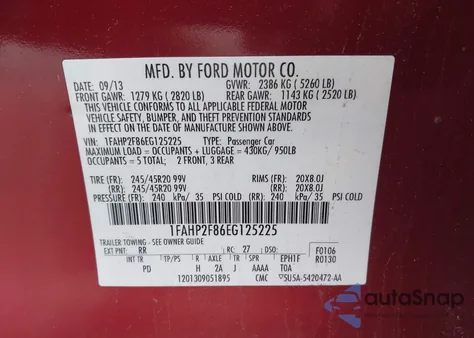 MFD. BY FORD MOTOR CO.
DATE: 09/13 GVWR: 2386 KG (5260 LB)
FRONT GAWR: 1279 KG (2820 LB) REAR GAWR: 1143 KG (2520 LB)
THIS VEHICLE CONFORMS TO ALL APPLICABLE FEDERAL MOTOR
VEHICLE SAFETY, BUMPER, AND THEFT PREVENTION STANDARDS IN
EFFECT ON THE DATE OF MANUFACTURE SHOWN ABOVE.
VIN: 1FAHP2F86EG125225 TYPE: Passenger Car
MAXIMUM LOAD = OCCUPANTS + LUGGAGE = 430KG/ 950LB
OCCUPANTS = 5 TOTAL: 2 FRONT, 3 REAR
TIRE (FR): 245/45R20 99V RIMS (FR): 20X8.0J
(RR): 245/45R20 99V (RR): 20X8.0J
PRESSURE (FR): 240 kPa/ 35 PSI COLD (RR): 240 kPa/ 35 PSI COLD
1FAHP2F86EG125225
TRAILER TOWING - SEE OWNER GUIDE
EXT PNT: RR RC: 27 DSO: F0106
WB BRK INT TR TP/PS R AXLE TR SPR EPH1F R0130
PD H 2A J AAAA TOA
1201309051895 CMC 5U5A-5420472-AA
autoSnap